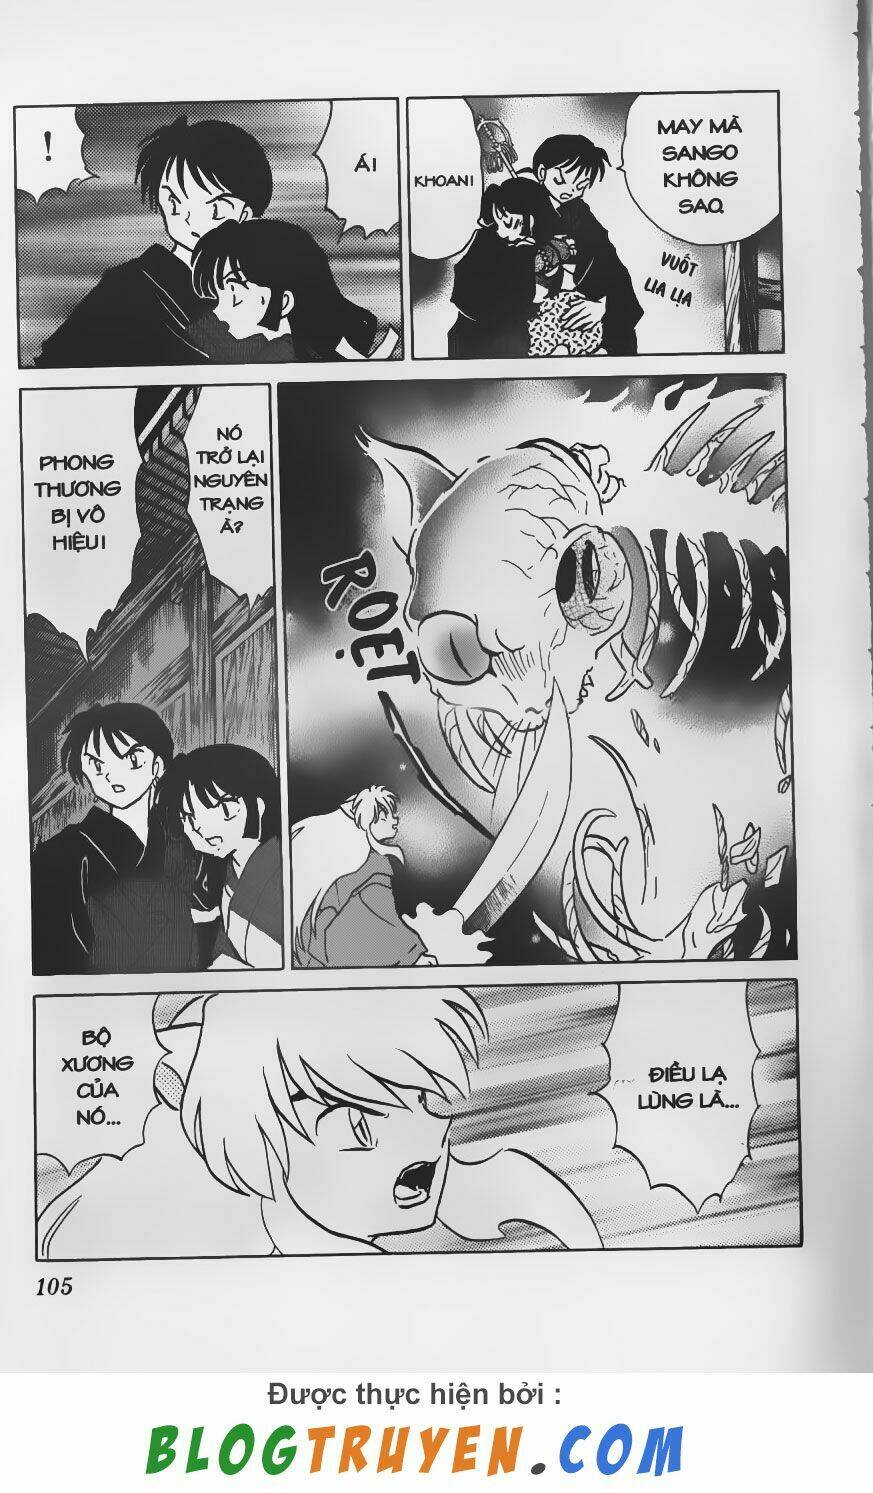 MAY MÀ
SANGO
KHÔNG
SAO.
VUỐT
LIA LỊA
KHOAN!
ÁI
!
ROẸT
NÓ
TRỞ LẠI
NGUYÊN
TRẠNG
À?
PHONG
THƯƠNG
BỊ VÔ
HIỆU!
ĐIỀU LẠ
LÙNG LÀ...
BỘ
XƯƠNG
CỦA
NÓ...
105
Được thực hiện bởi :
BLOGTRUYEN.COM